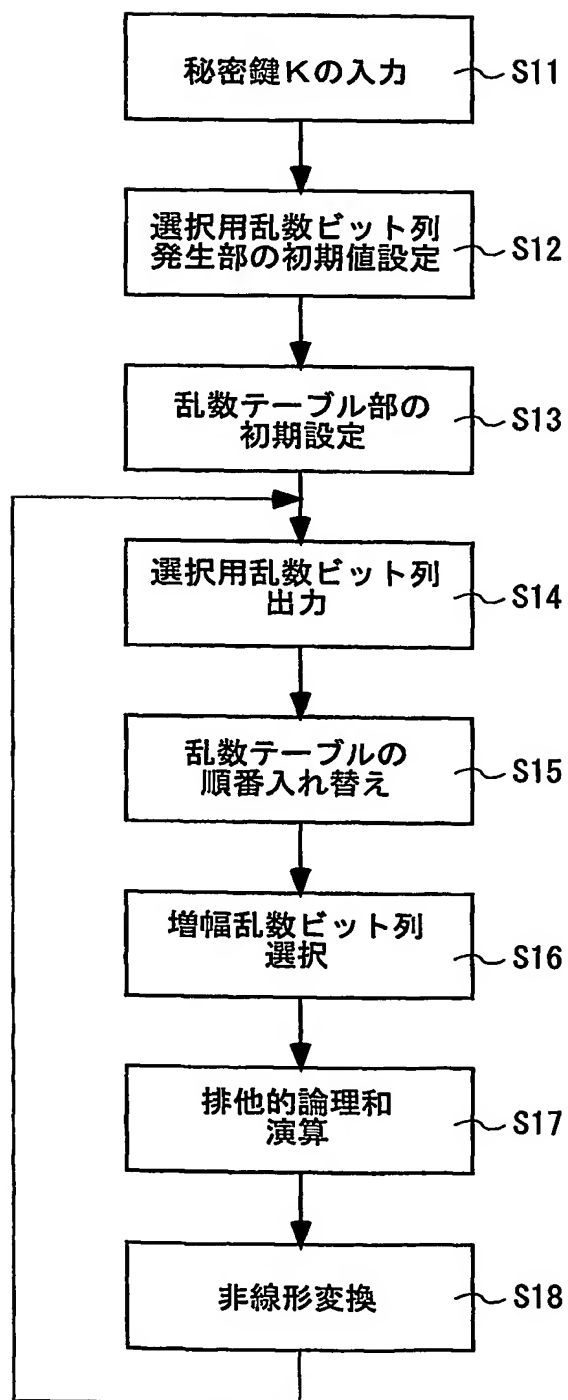 秘密鍵Kの入力
S11
選択用乱数ビット列
発生部の初期値設定
S12
乱数テーブル部の
初期設定
S13
選択用乱数ビット列
出力
S14
乱数テーブルの
順番入れ替え
S15
増幅乱数ビット列
選択
S16
排他的論理和
演算
S17
非線形変換
S18